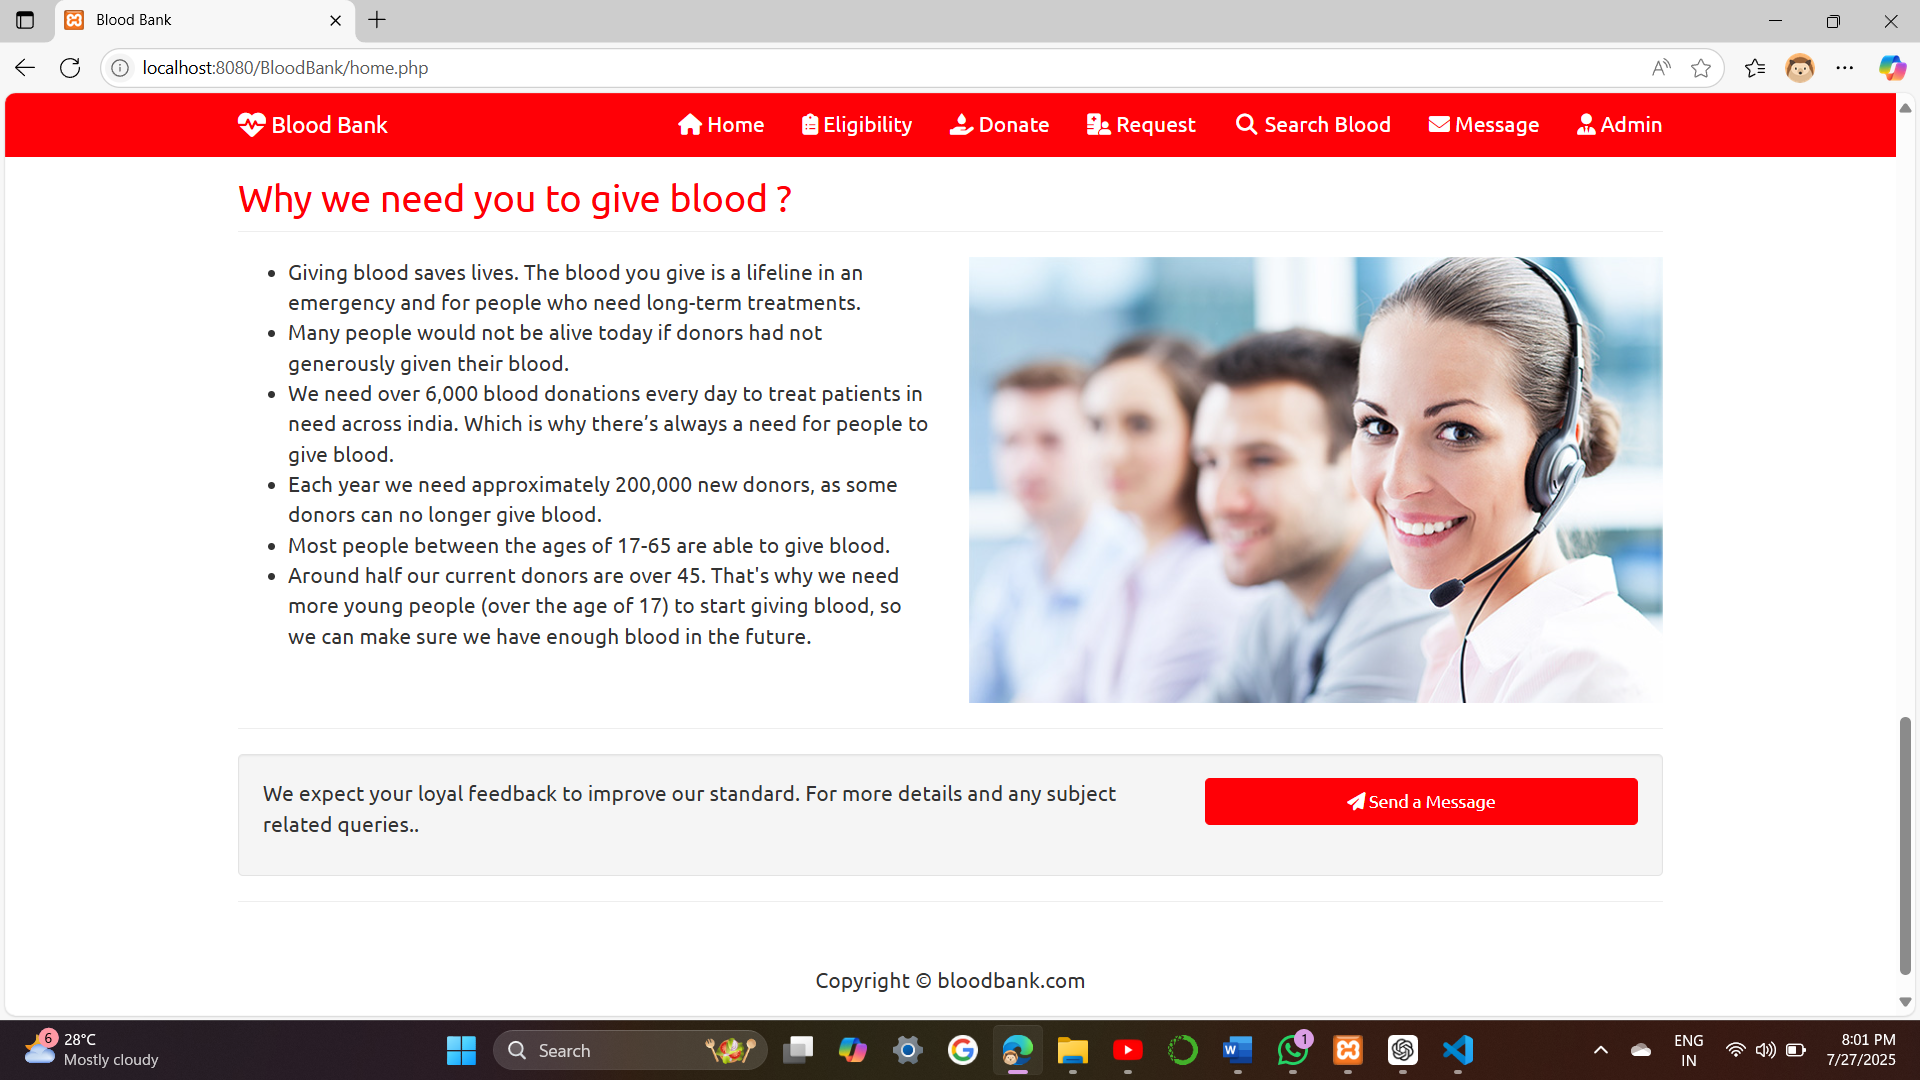 Blood Bank
localhost:8080/BloodBank/home.php
Blood Bank
Home
Eligibility
Donate
Request
Search Blood
Message
Admin
Why we need you to give blood ?
• Giving blood saves lives. The blood you give is a lifeline in an
emergency and for people who need long-term treatments.
• Many people would not be alive today if donors had not
generously given their blood.
• We need over 6,000 blood donations every day to treat patients in
need across india. Which is why there’s always a need for people to
give blood.
• Each year we need approximately 200,000 new donors, as some
donors can no longer give blood.
• Most people between the ages of 17-65 are able to give blood.
• Around half our current donors are over 45. That's why we need
more young people (over the age of 17) to start giving blood, so
we can make sure we have enough blood in the future.
We expect your loyal feedback to improve our standard. For more details and any subject
related queries..
Send a Message
Copyright © bloodbank.com
6
28°C
Mostly cloudy
Search
1
ENG
IN
8:01 PM
7/27/2025